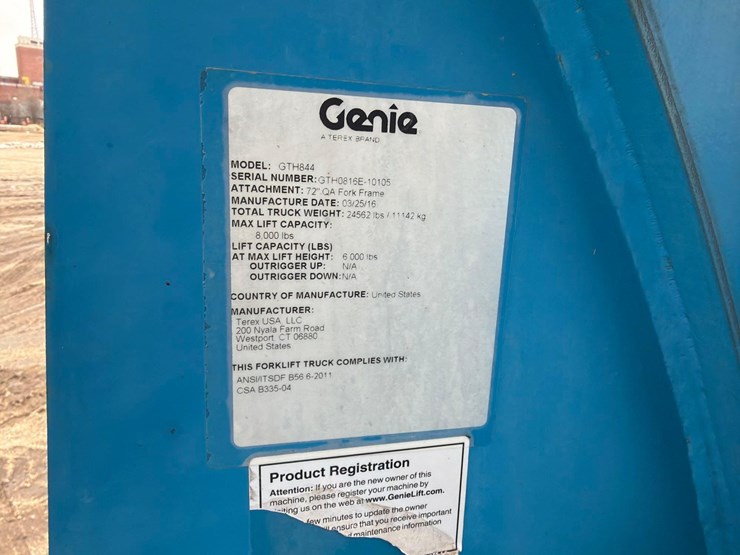 Genie
A TEREX BRAND
MODEL: GTH844
SERIAL NUMBER: GTH0816E-10105
ATTACHMENT: 72" QA Fork Frame
MANUFACTURE DATE: 03/25/16
TOTAL TRUCK WEIGHT: 24562 lbs / 11142 kg
MAX LIFT CAPACITY:
8,000 lbs
LIFT CAPACITY (LBS)
AT MAX LIFT HEIGHT: 6 000 lbs
OUTRIGGER UP: N/A
OUTRIGGER DOWN: N/A
COUNTRY OF MANUFACTURE: United States
MANUFACTURER:
Terex USA, LLC
200 Nyala Farm Road
Westport CT 06880
United States
THIS FORKLIFT TRUCK COMPLIES WITH:
ANSI/ITSDF B56.6-2011
CSA B335-04
Product Registration
Attention: If you are the new owner of this
machine, please register your machine by
iting us on the web at www.GenieLift.com.
few minutes to update the owner
ensure that you receive important
maintenance information